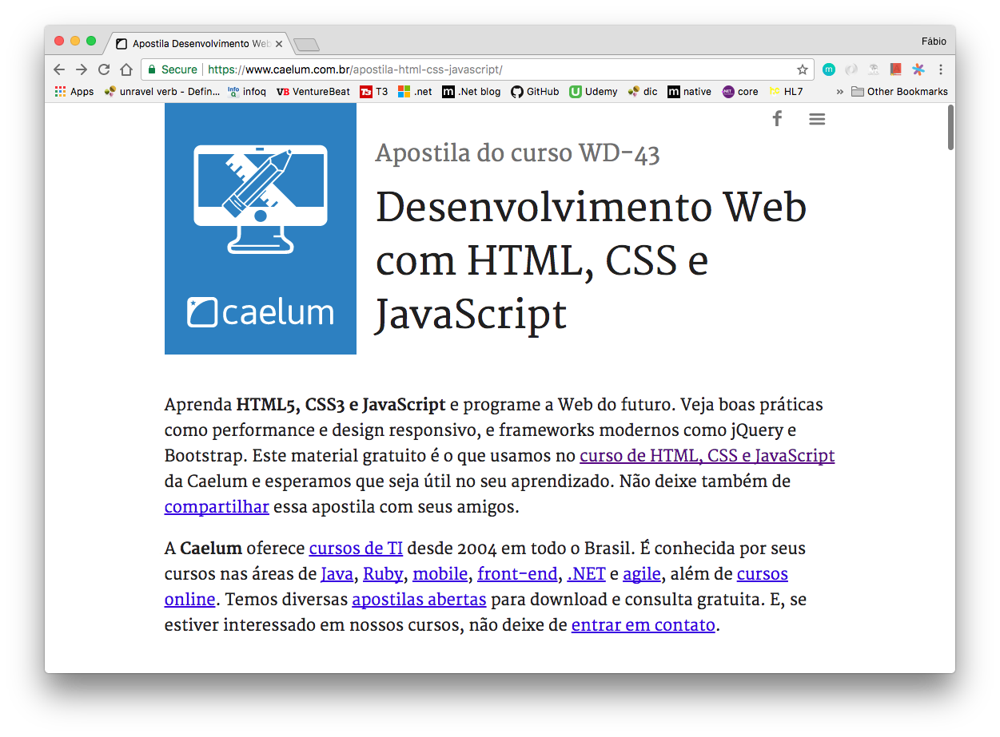 Apostila Desenvolvimento Web
Fábio
Secure https://www.caelum.com.br/apostila-html-css-javascript/
m
Apps unravel verb - Defin... Info Q infoq VB VentureBeat T3 T3 .net m .Net blog GitHub U Udemy dic m native .NET core HL7 » Other Bookmarks
f
Apostila do curso WD-43
Desenvolvimento Web
com HTML, CSS e
JavaScript
caelum
Aprenda HTML5, CSS3 e JavaScript e programe a Web do futuro. Veja boas práticas
como performance e design responsivo, e frameworks modernos como jQuery e
Bootstrap. Este material gratuito é o que usamos no curso de HTML, CSS e JavaScript
da Caelum e esperamos que seja útil no seu aprendizado. Não deixe também de
compartilhar essa apostila com seus amigos.
A Caelum oferece cursos de TI desde 2004 em todo o Brasil. É conhecida por seus
cursos nas áreas de Java, Ruby, mobile, front-end, .NET e agile, além de cursos
online. Temos diversas apostilas abertas para download e consulta gratuita. E, se
estiver interessado em nossos cursos, não deixe de entrar em contato.